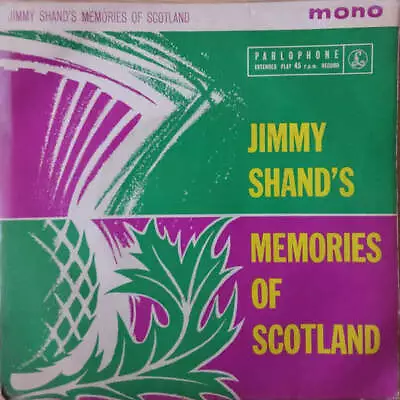 JIMMY SHAND'S MEMORIES OF SCOTLAND
mono
PARLOPHONE
EXTENDED PLAY 45 r.p.m. RECORD
JIMMY
SHAND'S
MEMORIES
OF
SCOTLAND